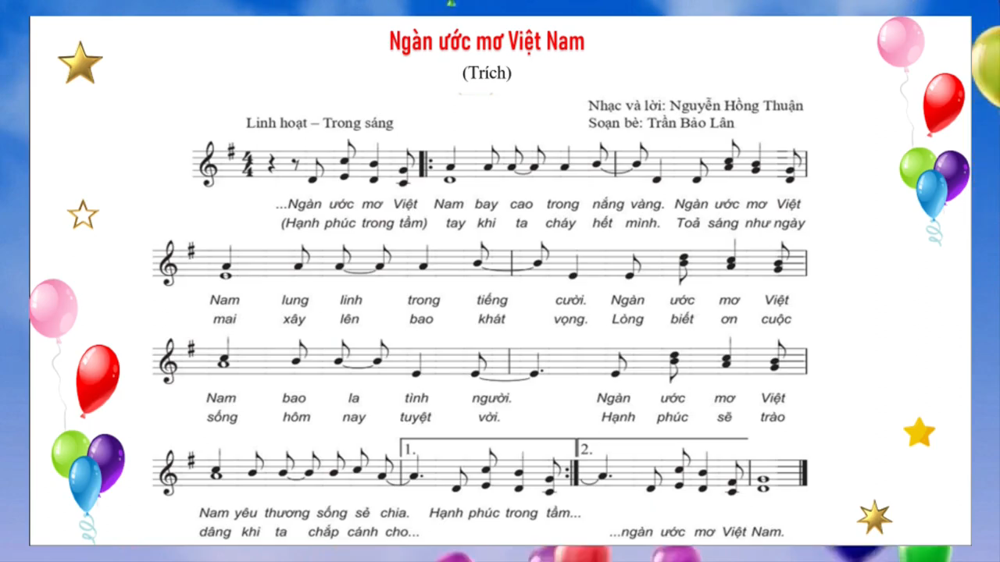 Ngàn ước mơ Việt Nam
(Trích)
Nhạc và lời: Nguyễn Hồng Thuận
Linh hoạt – Trong sáng
Soạn bè: Trần Bảo Lân
...Ngàn ước mơ Việt Nam bay cao trong nắng vàng. Ngàn ước mơ Việt
(Hạnh phúc trong tầm) tay khi ta cháy hết mình. Toả sáng như ngày
Nam lung linh trong tiếng cười. Ngàn ước mơ Việt
mai xây lên bao khát vọng. Lòng biết ơn cuộc
Nam bao la tình người. Ngàn ước mơ Việt
sống hôm nay tuyệt vời. Hạnh phúc sẽ trào
1. 2.
Nam yêu thương sống sẻ chia. Hạnh phúc trong tầm...
dâng khi ta chắp cánh cho... ...ngàn ước mơ Việt Nam.